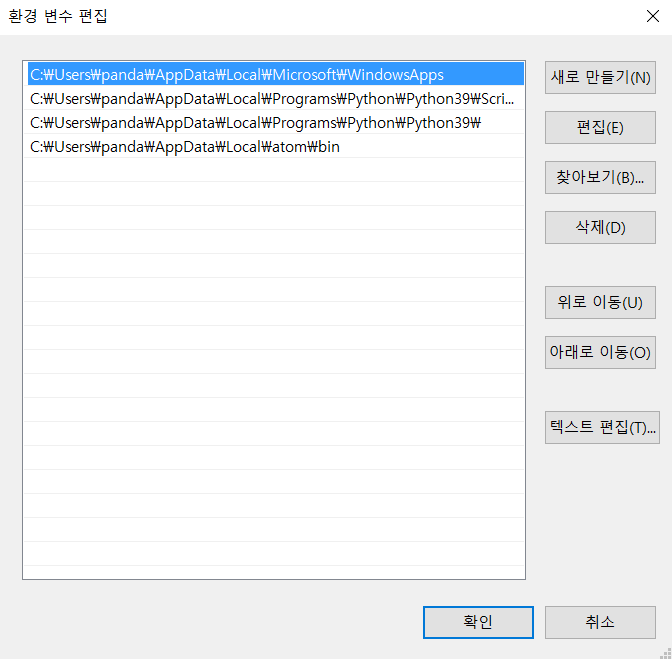 환경 변수 편집
C:₩Users₩panda₩AppData₩Local₩Microsoft₩WindowsApps
C:₩Users₩panda₩AppData₩Local₩Programs₩Python₩Python39₩Scri...
C:₩Users₩panda₩AppData₩Local₩Programs₩Python₩Python39₩
C:₩Users₩panda₩AppData₩Local₩atom₩bin
새로 만들기(N)
편집(E)
찾아보기(B)...
삭제(D)
위로 이동(U)
아래로 이동(O)
텍스트 편집(T)...
확인
취소